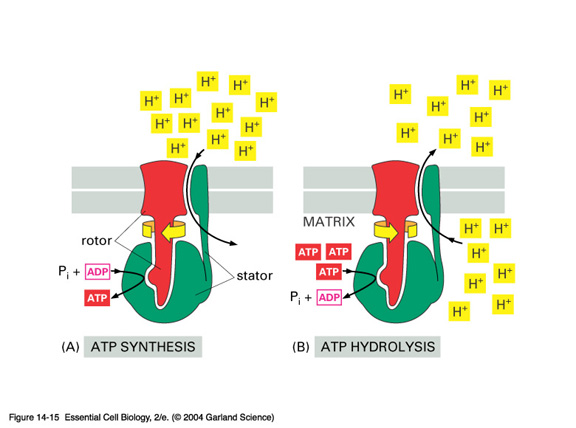 H⁺ H⁺
H⁺ H⁺ H⁺
H⁺
H⁺ H⁺ H⁺
H⁺
H⁺ H⁺
rotor
stator
Pᵢ + ADP
ATP
(A) ATP SYNTHESIS
H⁺ H⁺ H⁺
H⁺
H⁺
H⁺ H⁺
H⁺
MATRIX
H⁺ H⁺
H⁺
H⁺
H⁺
H⁺
H⁺
ATP ATP
ATP
Pᵢ + ADP
(B) ATP HYDROLYSIS
Figure 14-15 Essential Cell Biology, 2/e. (© 2004 Garland Science)